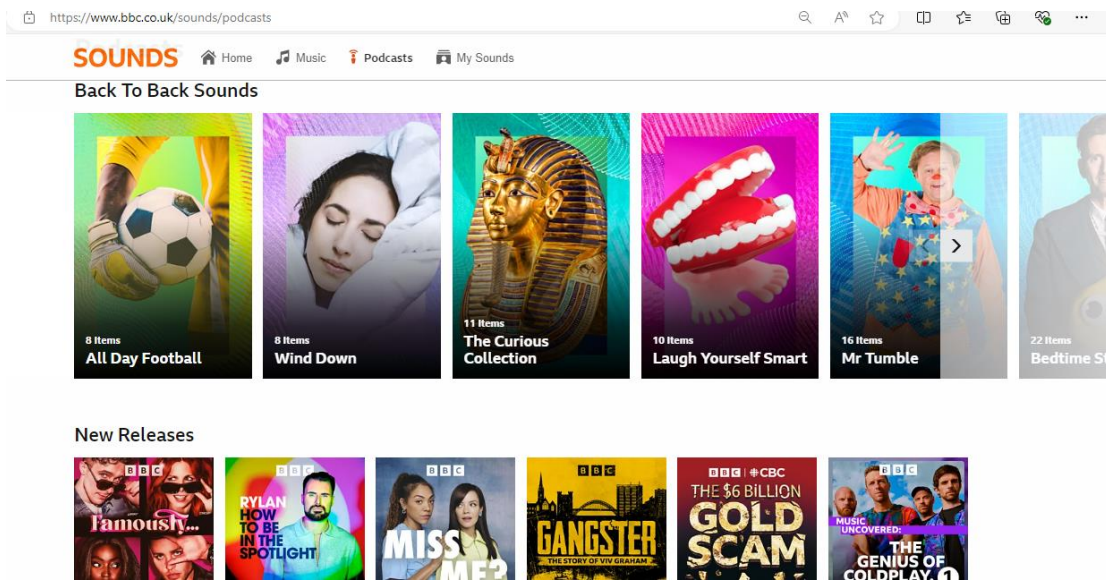 https://www.bbc.co.uk/sounds/podcasts
SOUNDS
Home
Music
Podcasts
My Sounds
Back To Back Sounds
8 Items
All Day Football
8 Items
Wind Down
11 Items
The Curious
Collection
10 Items
Laugh Yourself Smart
16 Items
Mr Tumble
22 Items
Bedtime
New Releases
BBC
Famously...
BBC
RYLAN
HOW
TO BE
IN THE
SPOTLIGHT
BBC
MISS
ME?
BBC
GANGSTER
THE STORY OF VIV GRAHAM
BBC CBC
THE $6 BILLION
GOLD
SCAM
BBC
MUSIC
UNCOVERED:
THE
GENIUS OF
COLDPLAY
1